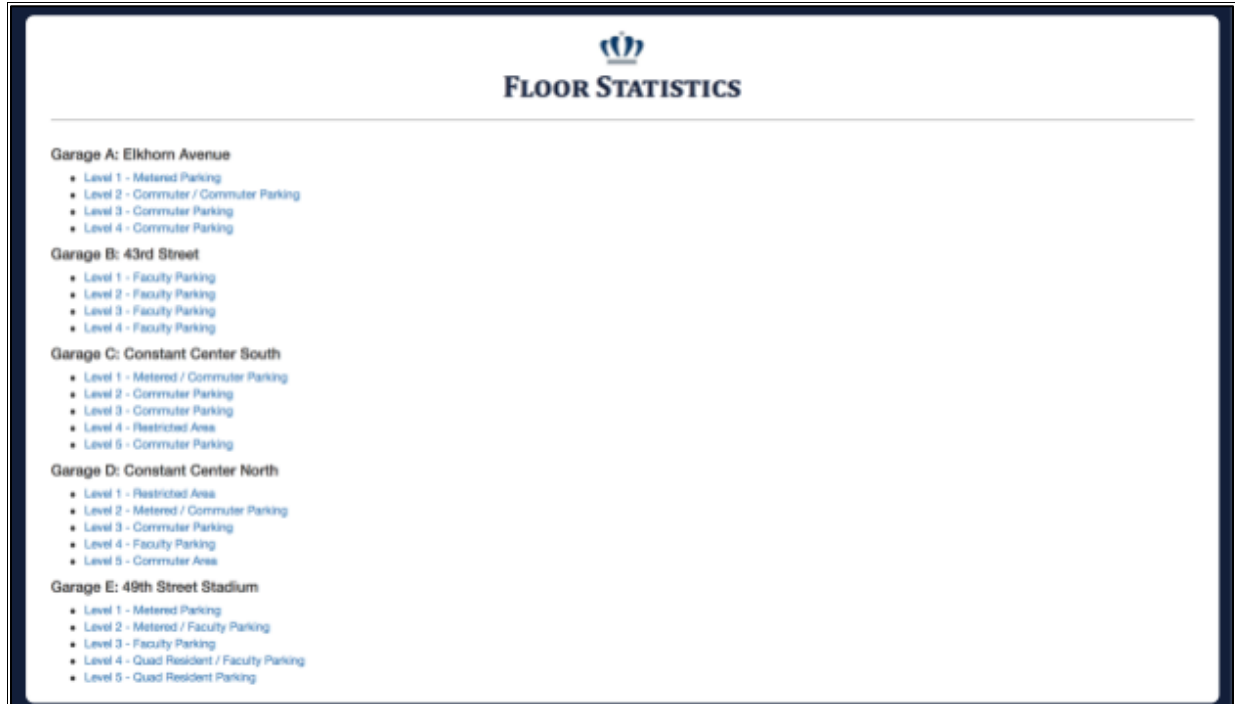 FLOOR STATISTICS
Garage A: Elkhorn Avenue
Level 1 - Metered Parking
Level 2 - Commuter / Commuter Parking
Level 3 - Commuter Parking
Level 4 - Commuter Parking
Garage B: 43rd Street
Level 1 - Faculty Parking
Level 2 - Faculty Parking
Level 3 - Faculty Parking
Level 4 - Faculty Parking
Garage C: Constant Center South
Level 1 - Metered / Commuter Parking
Level 2 - Commuter Parking
Level 3 - Commuter Parking
Level 4 - Restricted Area
Level 5 - Commuter Parking
Garage D: Constant Center North
Level 1 - Restricted Area
Level 2 - Metered / Commuter Parking
Level 3 - Commuter Parking
Level 4 - Faculty Parking
Level 5 - Commuter Area
Garage E: 49th Street Stadium
Level 1 - Metered Parking
Level 2 - Metered / Faculty Parking
Level 3 - Faculty Parking
Level 4 - Quad Resident / Faculty Parking
Level 5 - Quad Resident Parking